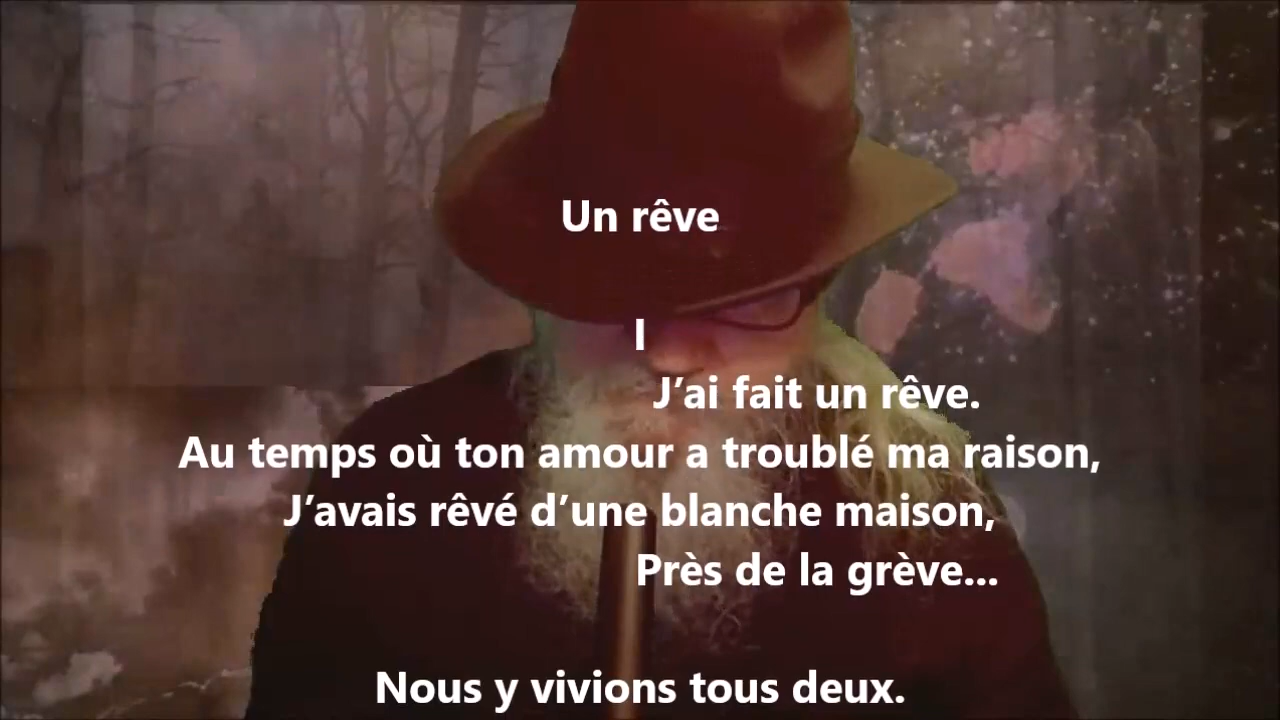 Un rêve
I
J’ai fait un rêve.
Au temps où ton amour a troublé ma raison,
J’avais rêvé d’une blanche maison,
Près de la grève...
Nous y vivions tous deux.